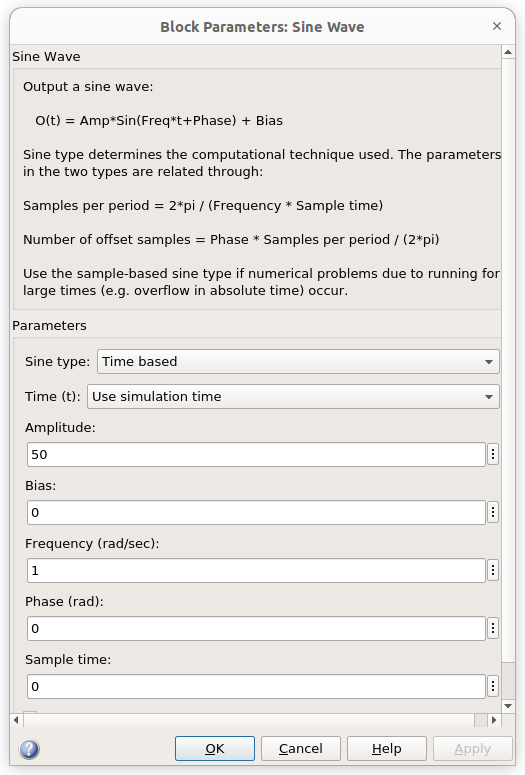 Block Parameters: Sine Wave
Sine Wave
Output a sine wave:
O(t) = Amp*Sin(Freq*t+Phase) + Bias
Sine type determines the computational technique used. The parameters
in the two types are related through:
Samples per period = 2*pi / (Frequency * Sample time)
Number of offset samples = Phase * Samples per period / (2*pi)
Use the sample-based sine type if numerical problems due to running for
large times (e.g. overflow in absolute time) occur.
Parameters
Sine type: Time based
Time (t): Use simulation time
Amplitude:
50
Bias:
0
Frequency (rad/sec):
1
Phase (rad):
0
Sample time:
0
? OK Cancel Help Apply